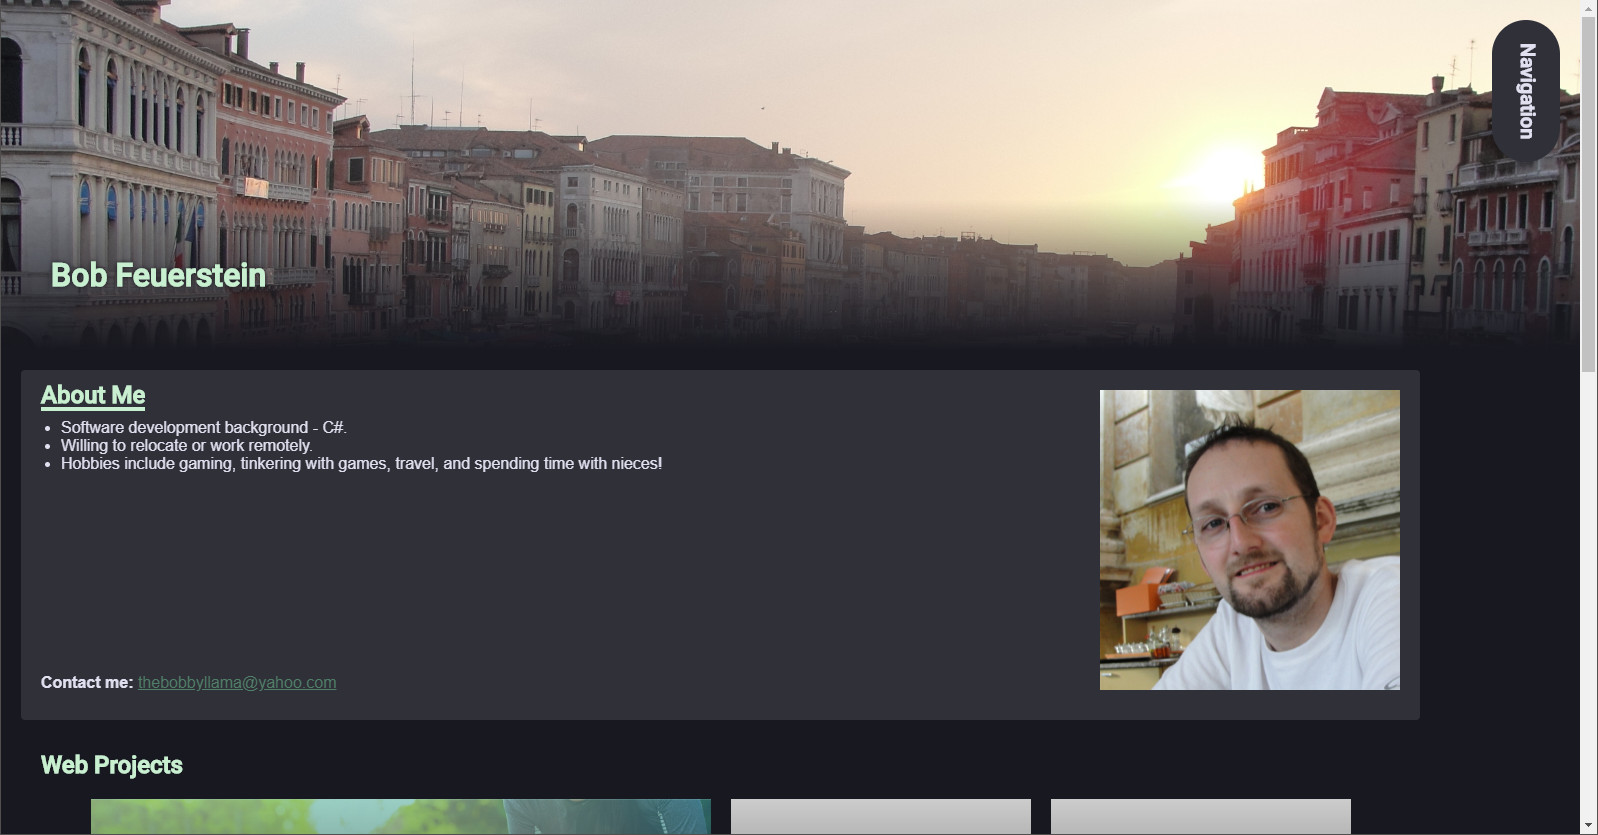 Navigation
Bob Feuerstein
About Me
Software development background - C#.
Willing to relocate or work remotely.
Hobbies include gaming, tinkering with games, travel, and spending time with nieces!
Contact me: thebobbyllama@yahoo.com
Web Projects